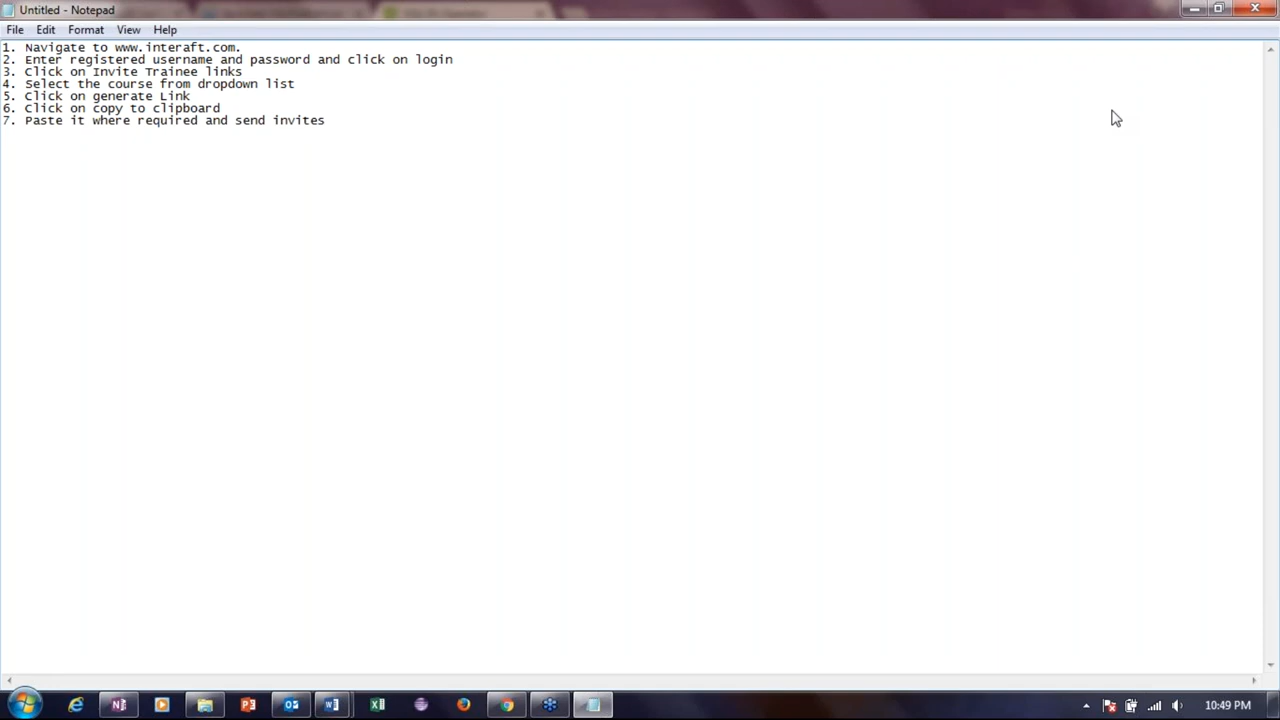 Untitled - Notepad
File Edit Format View Help
1. Navigate to www.interaft.com.
2. Enter registered username and password and click on login
3. Click on Invite Trainee links
4. Select the course from dropdown list
5. Click on generate Link
6. Click on copy to clipboard
7. Paste it where required and send invites
10:49 PM